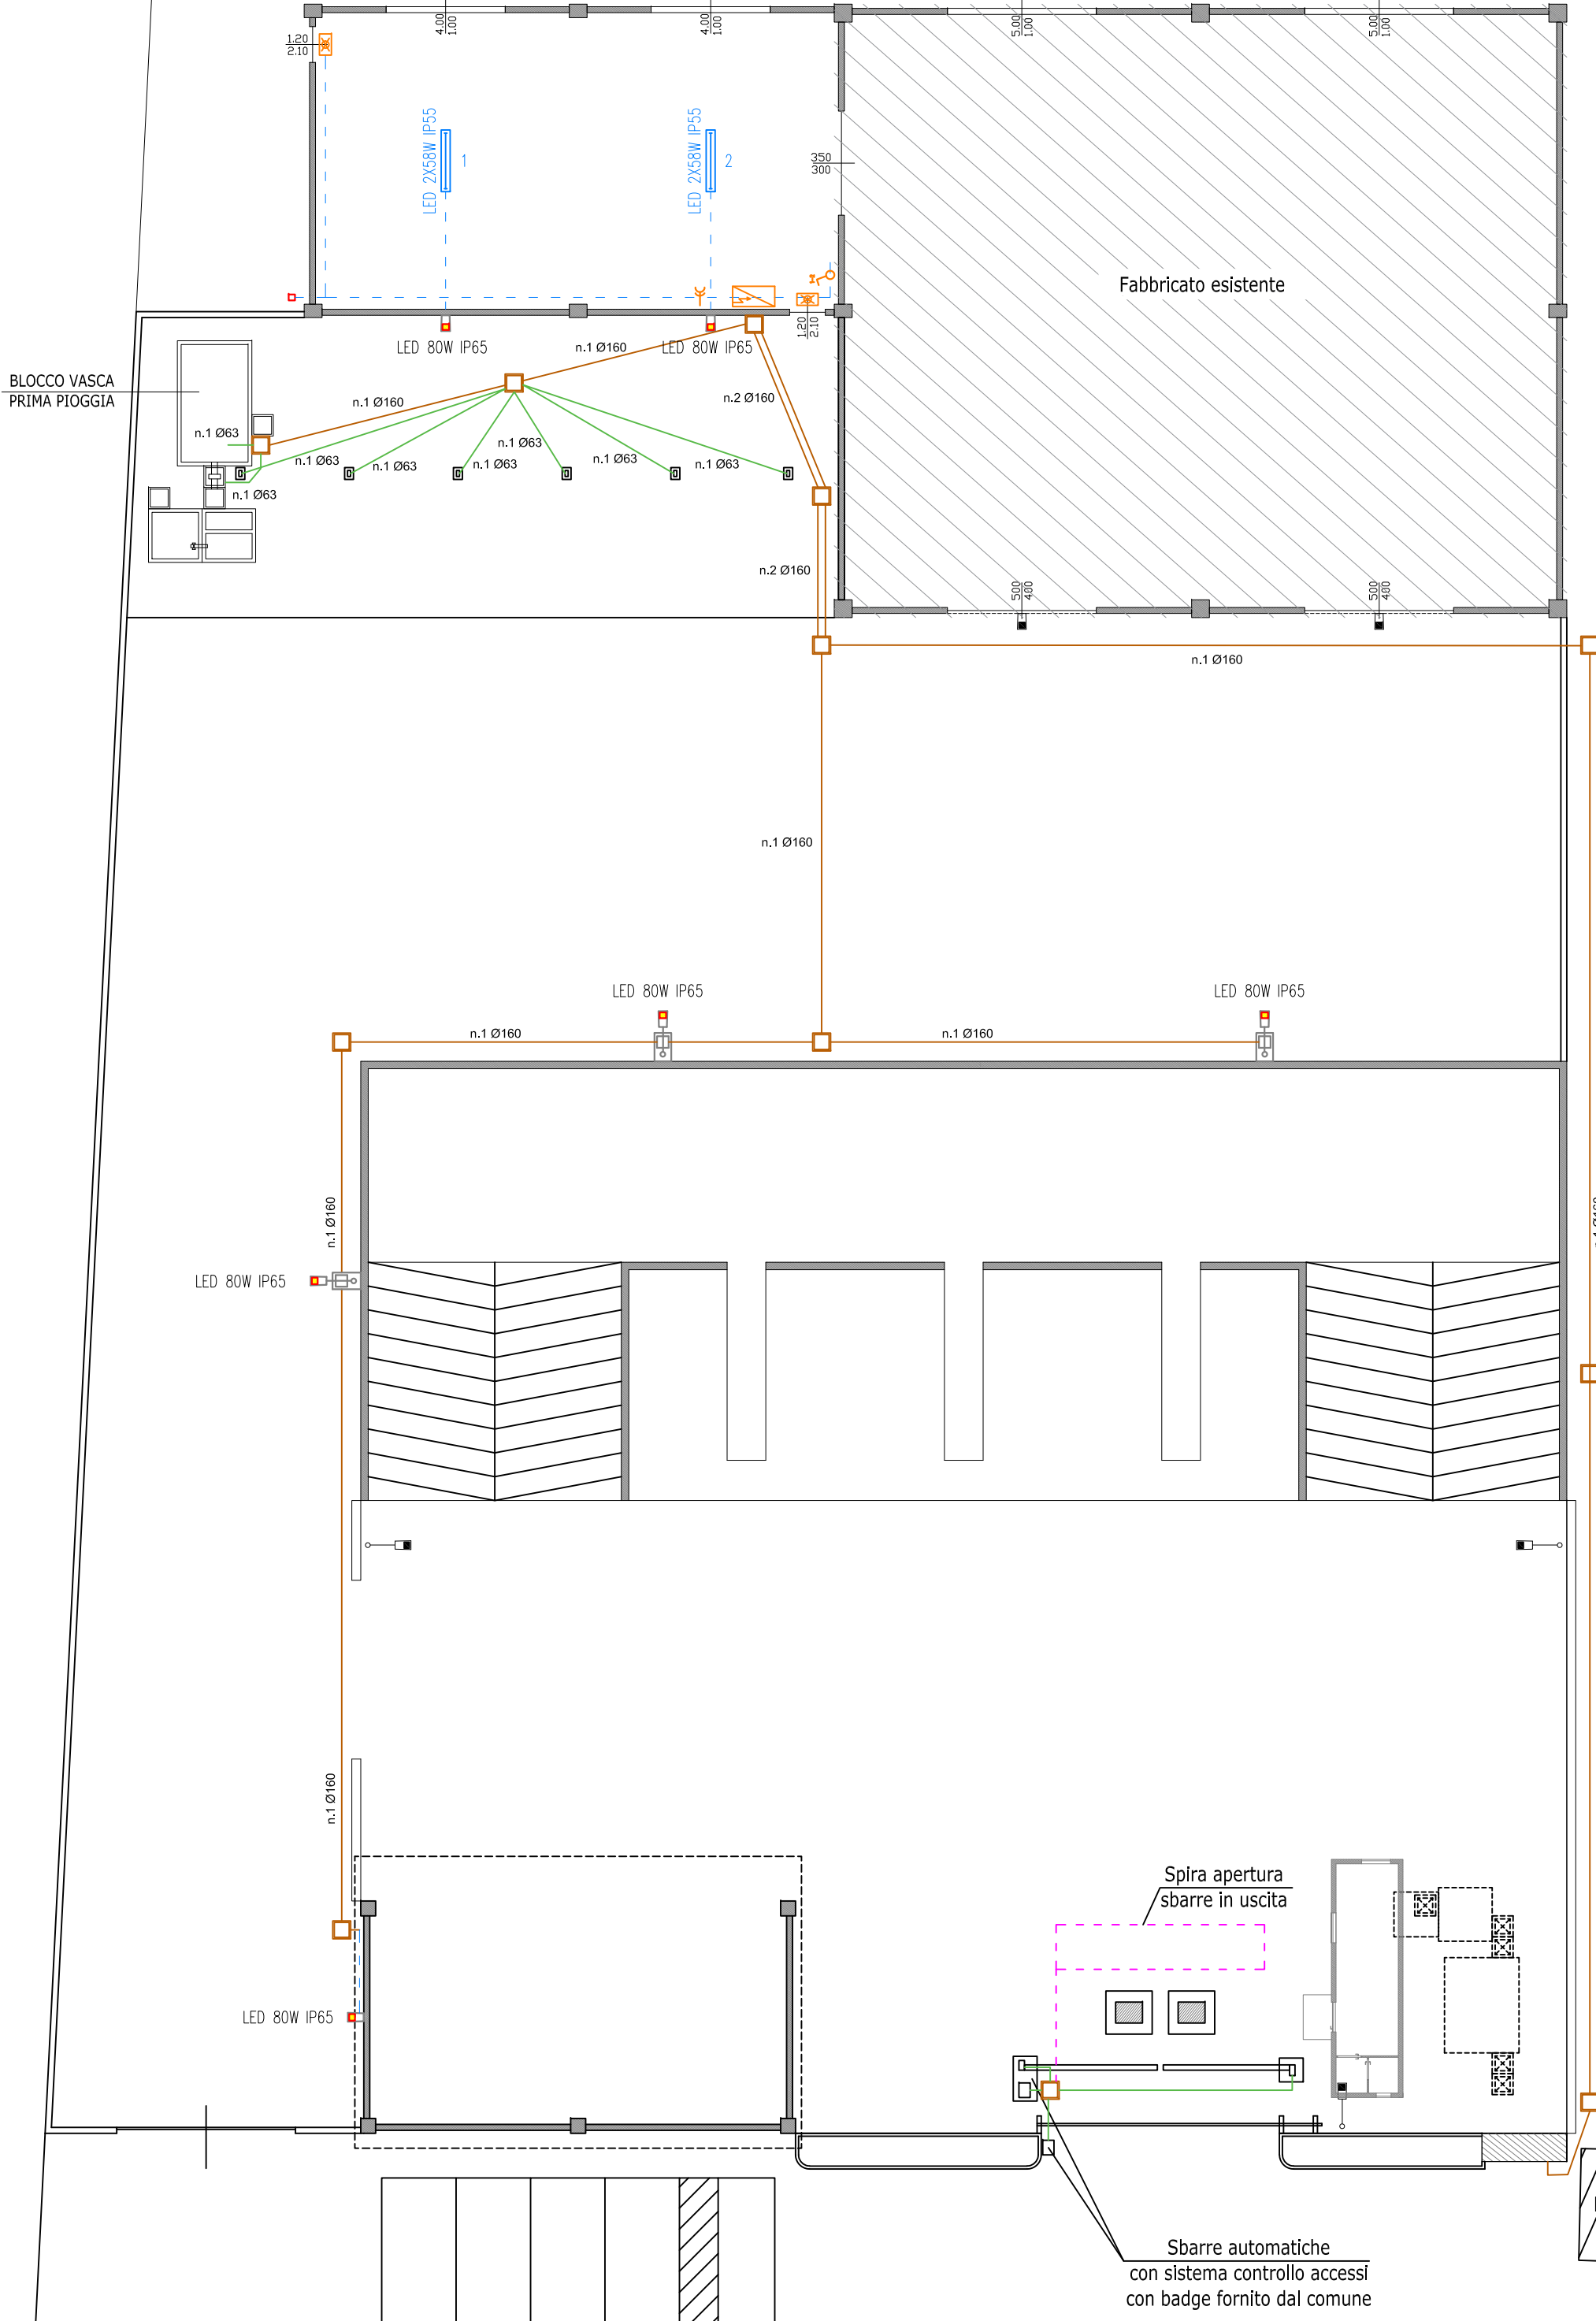 4.00
1.00
4.00
1.00
5.00
1.00
5.00
1.00
1.20
2.10
LED 2X58W IP55
1
LED 2X58W IP55
2
350
300
Fabbricato esistente
1.20
2.10
LED 80W IP65
LED 80W IP65
n.1 Ø160
BLOCCO VASCA
PRIMA PIOGGIA
n.1 Ø160
n.2 Ø160
n.1 Ø63
n.1 Ø63
n.1 Ø63
n.1 Ø63
n.1 Ø63
n.1 Ø63
n.1 Ø63
n.1 Ø63
n.2 Ø160
500
400
500
400
n.1 Ø160
n.1 Ø160
LED 80W IP65
LED 80W IP65
n.1 Ø160
n.1 Ø160
n.1 Ø160
n.1 Ø160
LED 80W IP65
n.1 Ø160
Spira apertura
sbarre in uscita
LED 80W IP65
Sbarre automatiche
con sistema controllo accessi
con badge fornito dal comune